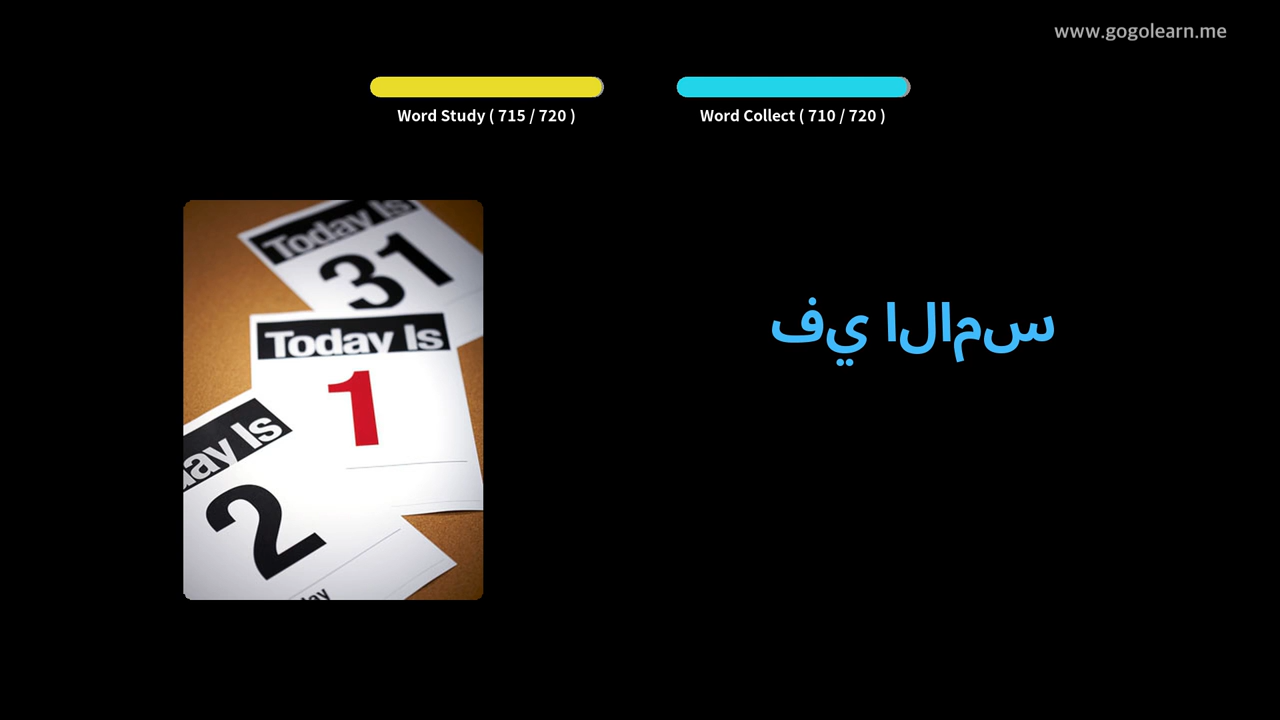 www.gogolearn.me
Word Study ( 715 / 720 )
Word Collect ( 710 / 720 )
Today Is
31
Today Is
1
day Is
2
في الامس